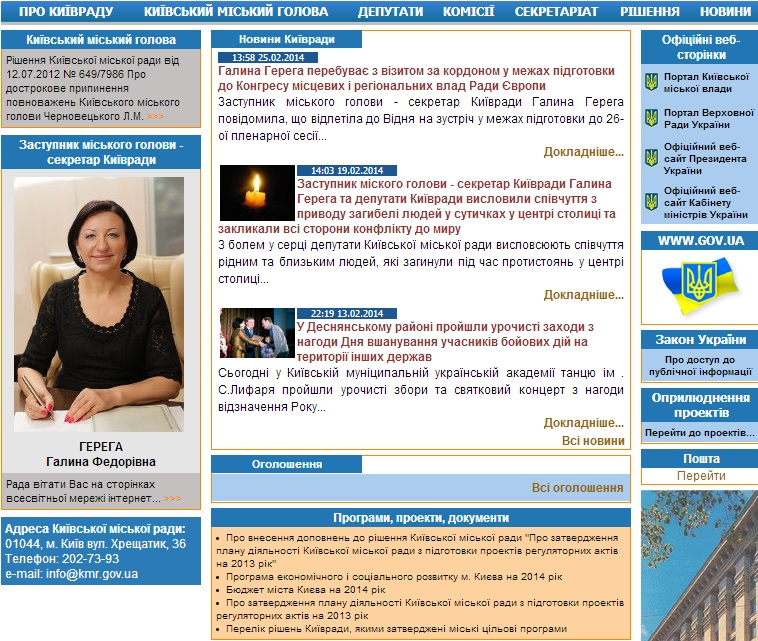 ПРО КИЇВРАДУ КИЇВСЬКИЙ МІСЬКИЙ ГОЛОВА ДЕПУТАТИ КОМІСІЇ СЕКРЕТАРІАТ РІШЕННЯ НОВИНИ
Київський міський голова
Рішення Київської міської ради від
12.07.2012 № 649/7986 Про
дострокове припинення
повноважень Київського міського
голови Черновецького Л.М. >>>
Заступник міського голови -
секретар Київради
ГЕРЕГА
Галина Федорівна
Рада вітати Вас на сторінках
всесвітньої мережі інтернет... >>>
Адреса Київської міської ради:
01044, м. Київ вул. Хрещатик, 36
Телефон: 202-73-93
e-mail: info@kmr.gov.ua
Новини Київради
13:58 25.02.2014
Галина Герега перебуває з візитом за кордоном у межах підготовки
до Конгресу місцевих і регіональних влад Ради Європи
Заступник міського голови - секретар Київради Галина Герега
повідомила, що відлетіла до Відня на зустріч у межах підготовки до 26-
ої пленарної сесії...
Докладніше...
14:03 19.02.2014
Заступник міского голови - секретар Київради Галина
Герега та депутати Київради висловили співчуття з
приводу загибелі людей у сутичках у центрі столиці та
закликали всі сторони конфлікту до миру
З болем у серці депутати Київської міської ради висловсюють співчуття
рідним та близьким людей, які загинули під час протистоянь у центрі
столиці...
Докладніше...
22:19 13.02.2014
У Деснянському районі пройшли урочисті заходи з
нагоди Дня вшанування учасників бойових дій на
території інших держав
Сьогодні у Київській муніципальній українській академії танцю ім .
С.Лифаря пройшли урочисті збори та святковий концерт з нагоди
відзначення Року...
Докладніше...
Всі новини
Оголошення
Всі оголошення
Програми, проекти, документи
• Про внесення доповнень до рішення Київської міської ради "Про затвердження
плану діяльності Київської міської ради з підготовки проектів регуляторних актів
на 2013 рік"
• Програма економічного і соціального розвитку м. Києва на 2014 рік
• Бюджет міста Києва на 2014 рік
• Про затвердження плану діяльності Київської міської ради з підготовки проектів
регуляторних актів на 2013 рік
• Перелік рішень Київради, якими затверджені міські цільові програми
Офіційні веб-
сторінки
Портал Київської
міської влади
Портал Верховної
Ради України
Офіційний веб-
сайт Президента
України
Офіційний веб-
сайт Кабінету
міністрів України
WWW.GOV.UA
Закон України
Про доступ до
публічної інформації
Оприлюднення
проектів
Перейти до проектів...
Пошта
Перейти